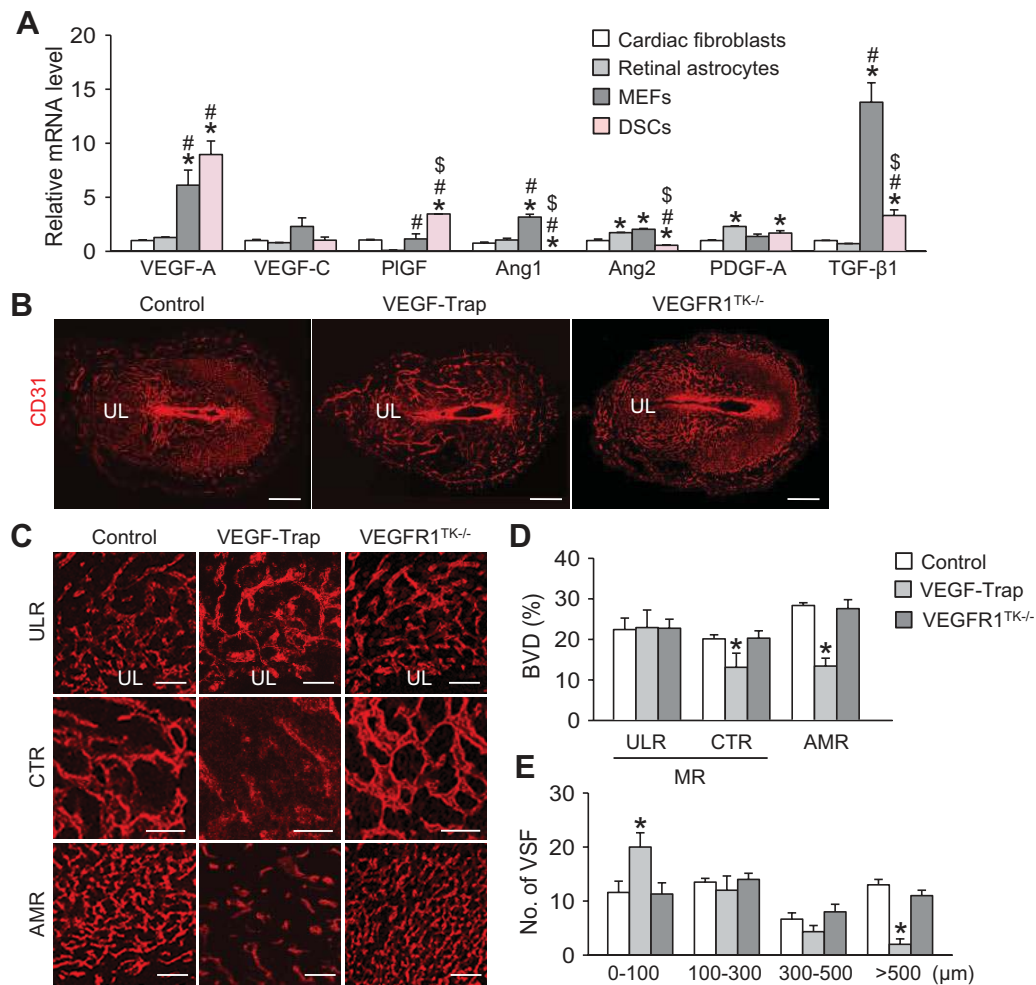 A
Relative mRNA level
20
15
10
5
0
Cardiac fibroblasts
Retinal astrocytes
MEFs
DSCs
#
*
#
*
#
$
#
*
#
*
$
#
*
*
*
$
#
*
*
*
#
*
$
#
*
VEGF-A VEGF-C PlGF Ang1 Ang2 PDGF-A TGF-β1
B
Control VEGF-Trap VEGFR1TK-/-
CD31
UL UL UL
C
Control VEGF-Trap VEGFR1TK-/-
ULR
UL UL UL
CTR
AMR
D
BVD (%)
40
30
20
10
0
Control
VEGF-Trap
VEGFR1TK-/-
* *
ULR CTR AMR
MR
E
No. of VSF
30
20
10
0
* *
0-100 100-300 300-500 >500 (μm)